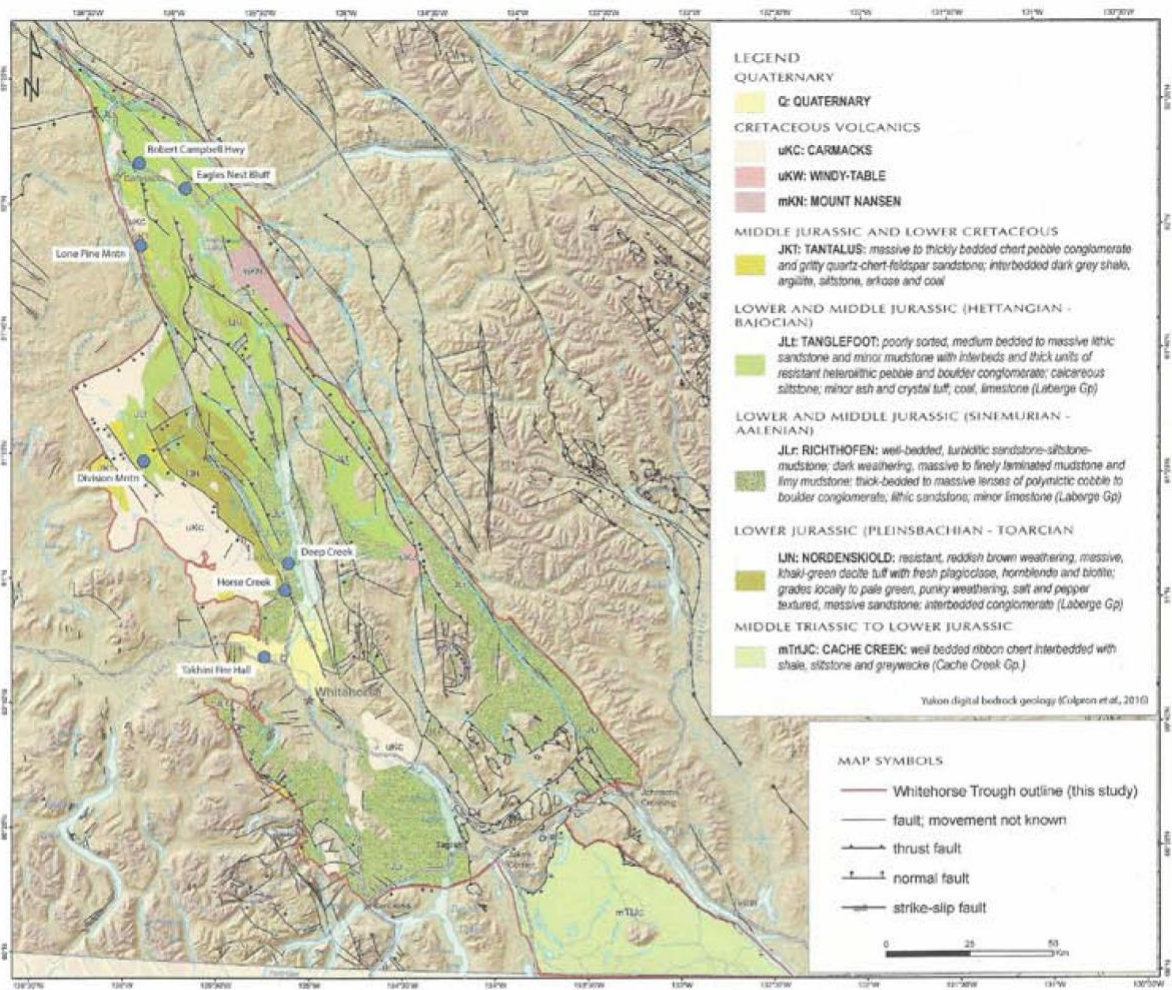 LEGEND
QUATERNARY
Q: QUATERNARY
CRETACEOUS VOLCANICS
uKC: CARMACKS
uKW: WINDY-TABLE
mKN: MOUNT NANSEN
MIDDLE JURASSIC AND LOWER CRETACEOUS
JKT: TANTALUS: massive to thickly bedded chert pebble conglomerate
and gritty quartz-chert-feldspar sandstone; interbedded dark grey shale,
argillite, siltstone, arkose and coal
LOWER AND MIDDLE JURASSIC (HETTANGIAN -
BAJOCIAN)
JLt: TANGLEFOOT: poorly sorted, medium bedded to massive lithic
sandstone and minor mudstone with interbeds and thick units of
resistant heterolithic pebble and boulder conglomerate; calcareous
siltstone; minor ash and crystal tuff; coal, limestone (Laberge Gp)
LOWER AND MIDDLE JURASSIC (SINEMURIAN -
AALENIAN)
JLr: RICHTHOFEN: well-bedded, turbiditic sandstone-siltstone-
mudstone; dark weathering, massive to finely laminated mudstone and
limy mudstone; thick-bedded to massive lenses of polymictic cobble to
boulder conglomerate; lithic sandstone; minor limestone (Laberge Gp)
LOWER JURASSIC (PLEINSBACHIAN - TOARCIAN
IJN: NORDENSKIOLD: resistant, reddish brown weathering, massive,
khaki-green dacite tuff with fresh plagioclase, hornblende and biotite;
grades locally to pale green, punky weathering, salt and pepper
textured, massive sandstone; interbedded conglomerate (Laberge Gp)
MIDDLE TRIASSIC TO LOWER JURASSIC
mTrlJC: CACHE CREEK: well bedded ribbon chert interbedded with
shale, siltstone and greywacke (Cache Creek Gp.)
Yukon digital bedrock geology (Colpron et al., 2016)
MAP SYMBOLS
Whitehorse Trough outline (this study)
fault; movement not known
thrust fault
normal fault
strike-slip fault
0 25 50
Km
N
Robert Campbell Hwy
Eagles Nest Bluff
uKC
Lone Pine Mntn
mKN
Division Mntn
uKc
Deep Creek
Horse Creek
Takhini Fire Hall
Whitehorse
uKc
Johnsons
Crossing
Jakes
Corner
Tagish
mTlJc